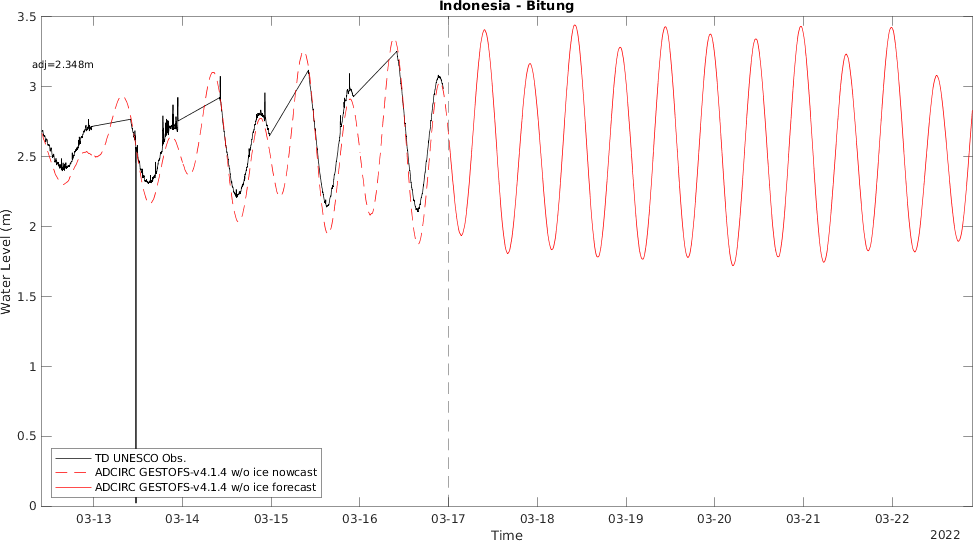 Indonesia - Bitung
adj=2.348m
3.5
3
2.5
2
1.5
1
0.5
0
Water Level (m)
TD UNESCO Obs.
ADCIRC GESTOFS-v4.1.4 w/o ice nowcast
ADCIRC GESTOFS-v4.1.4 w/o ice forecast
03-13 03-14 03-15 03-16 03-17 03-18 03-19 03-20 03-21 03-22
Time
2022